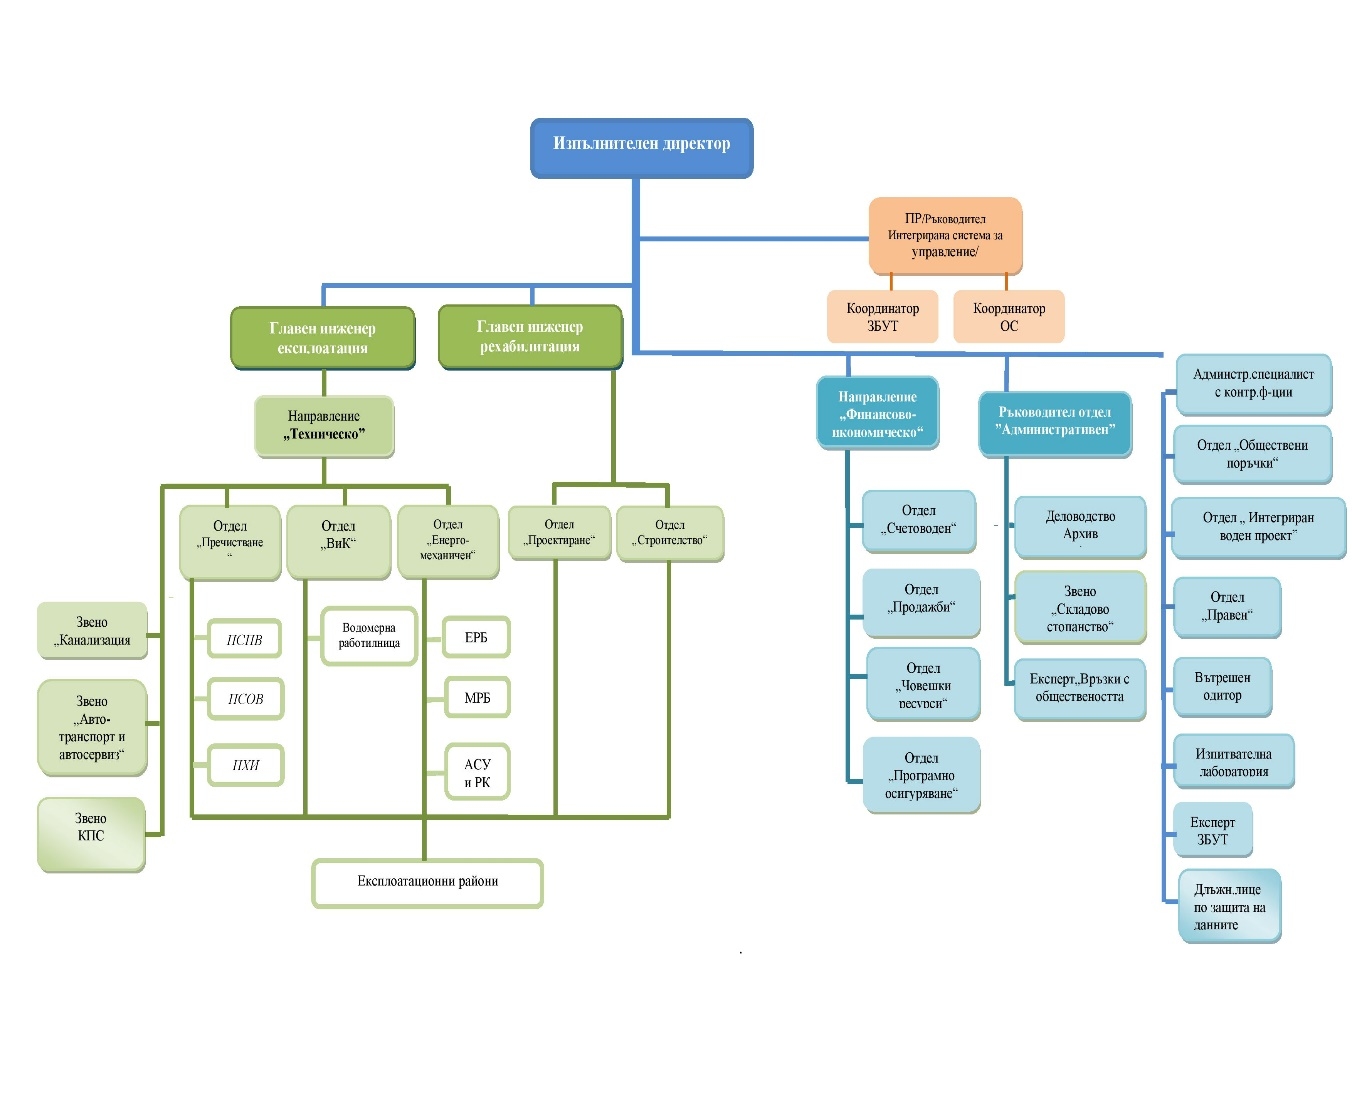 Изпълнителен директор
ПР/Ръководител
Интегрирана система за
управление/
Координатор
ЗБУТ
Координатор
ОС
Главен инженер
експлоатация
Главен инженер
рехабилитация
Направление
„Техническо”
Направление
„Финансово-
икономическо“
Ръководител отдел
”Административен”
Админстр.специалист
с контр.ф-ции
Отдел „Обществени
поръчки“
Отдел „ Интегриран
воден проект”
Отдел
„Правен“
Вътрешен
одитор
Изпитвателна
лаборатория
Експерт
ЗБУТ
Длъжн.лице
по защита на
данните
Отдел
„Пречистване
“
Отдел
„ВиК“
Отдел
„Енерго-
механичен“
Отдел
„Проектиране“
Отдел
„Строителство“
Отдел
„Счетоводен“
Отдел
„Продажби“
Отдел
„Човешки
ресурси“
Отдел
„Програмно
осигуряване“
Деловодство
Архив
Звено
„Складово
стопанство“
Експерт„Връзки с
обществеността
Звено
„Канализация
Звено
„Авто-
транспорт и
автосервиз“
Звено
КПС
ПСПВ
ПСОВ
ПХИ
Водомерна
работилница
ЕРБ
МРБ
АСУ
и РК
Експлоатационни райони